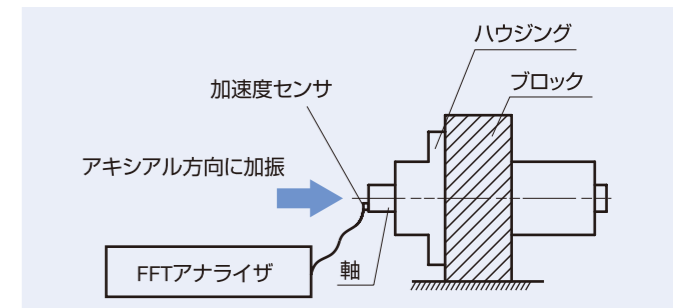 ハウジング
ブロック
加速度センサ
アキシアル方向に加振
軸
FFTアナライザ